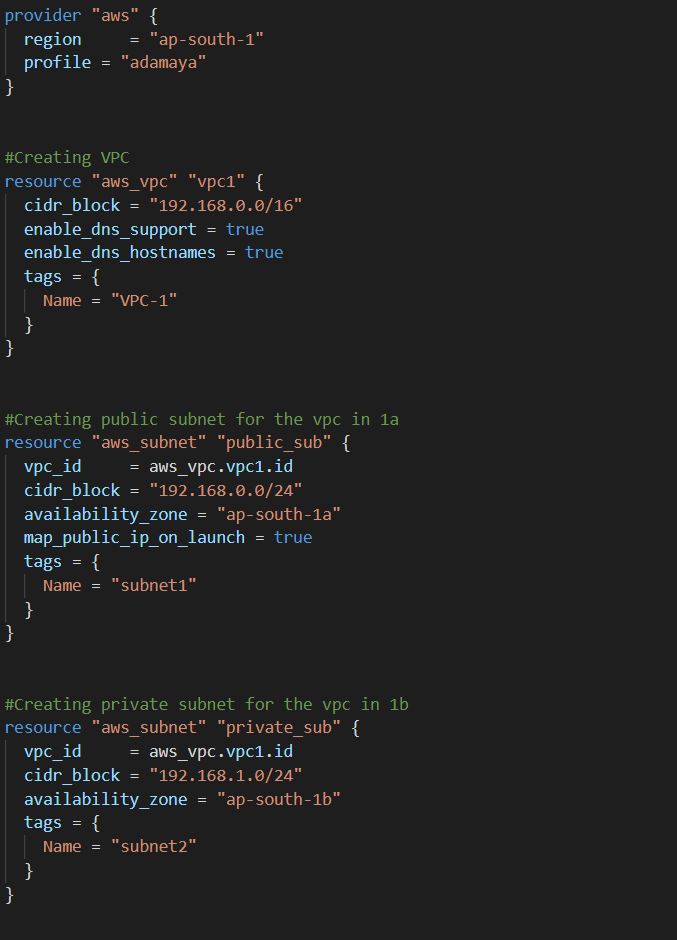 provider "aws" {
  region     = "ap-south-1"
  profile = "adamaya"
}
#Creating VPC
resource "aws_vpc" "vpc1" {
  cidr_block = "192.168.0.0/16"
  enable_dns_support = true
  enable_dns_hostnames = true
  tags = {
    Name = "VPC-1"
  }
}
#Creating public subnet for the vpc in 1a
resource "aws_subnet" "public_sub" {
  vpc_id     = aws_vpc.vpc1.id
  cidr_block = "192.168.0.0/24"
  availability_zone = "ap-south-1a"
  map_public_ip_on_launch = true
  tags = {
    Name = "subnet1"
  }
}
#Creating private subnet for the vpc in 1b
resource "aws_subnet" "private_sub" {
  vpc_id     = aws_vpc.vpc1.id
  cidr_block = "192.168.1.0/24"
  availability_zone = "ap-south-1b"
  tags = {
    Name = "subnet2"
  }
}